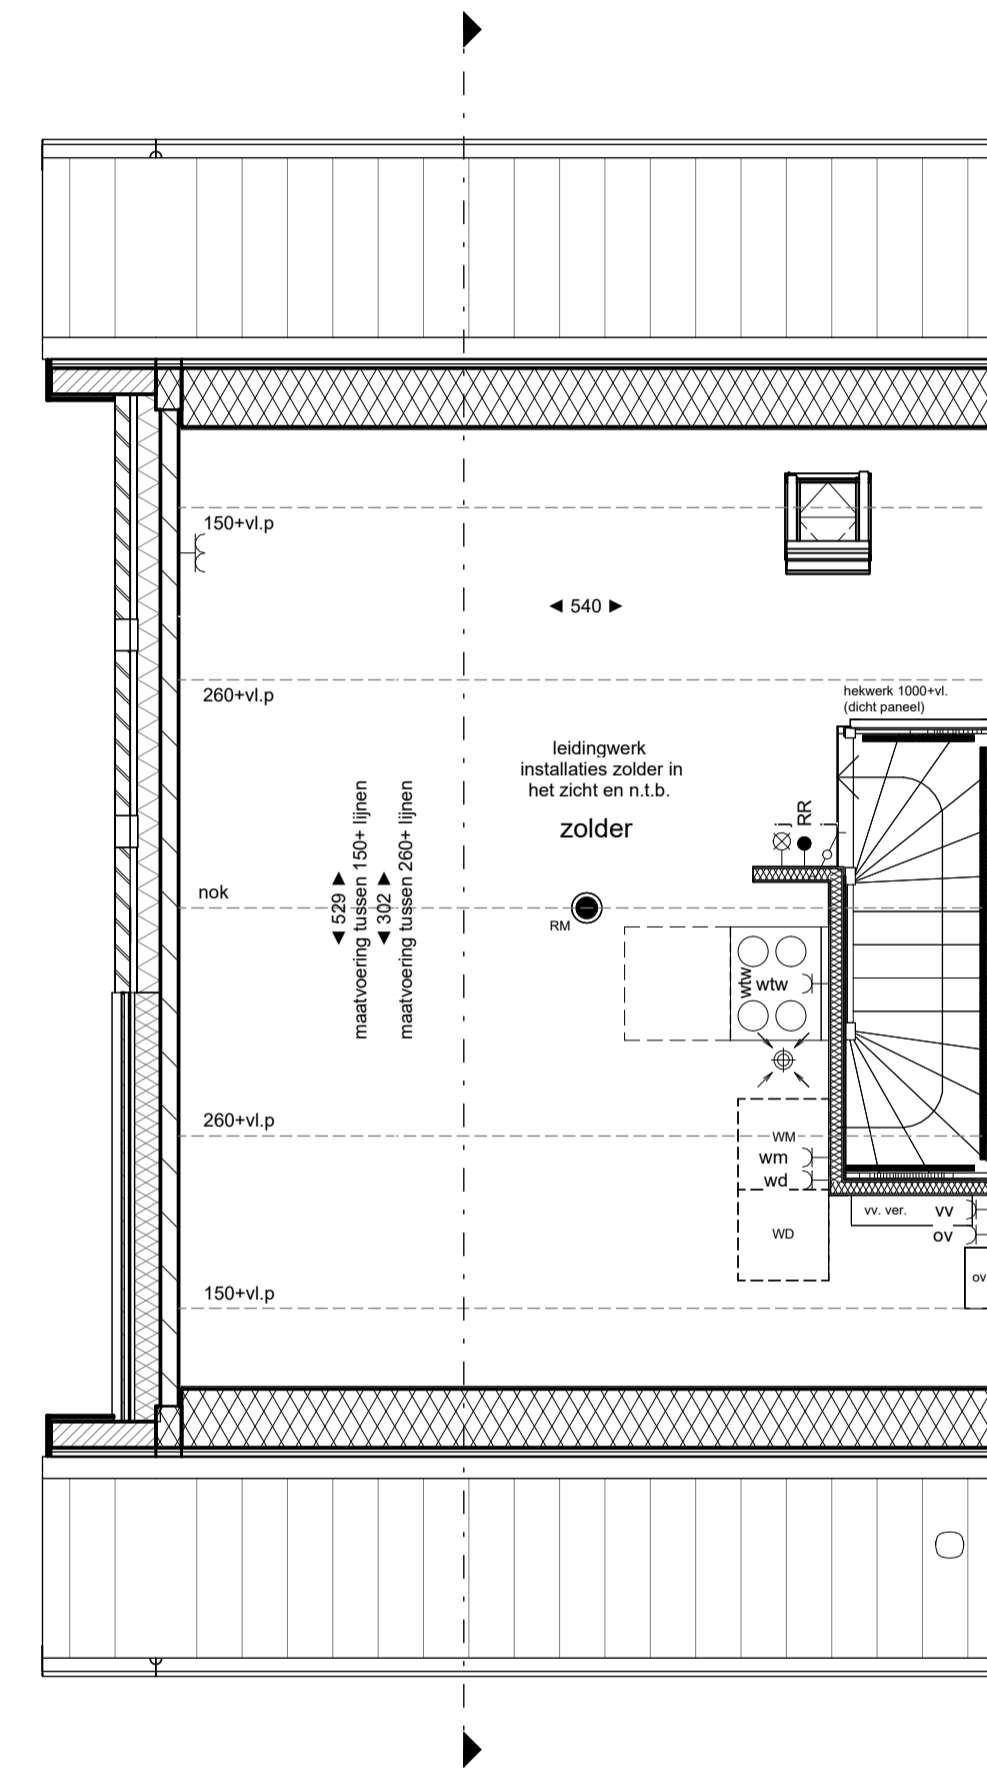 150+vl.p
540
260+vl.p
hekwerk 1000+vl.
(dicht paneel)
leidingwerk
installaties zolder in
het zicht en n.t.b.
zolder
RR
nok
529
maatvoering tussen 150+ lijnen
302
maatvoering tussen 260+ lijnen
RM
wtw
wtw
260+vl.p
WM
wm
wd
vv. ver.
vv
ov
WD
ov
150+vl.p